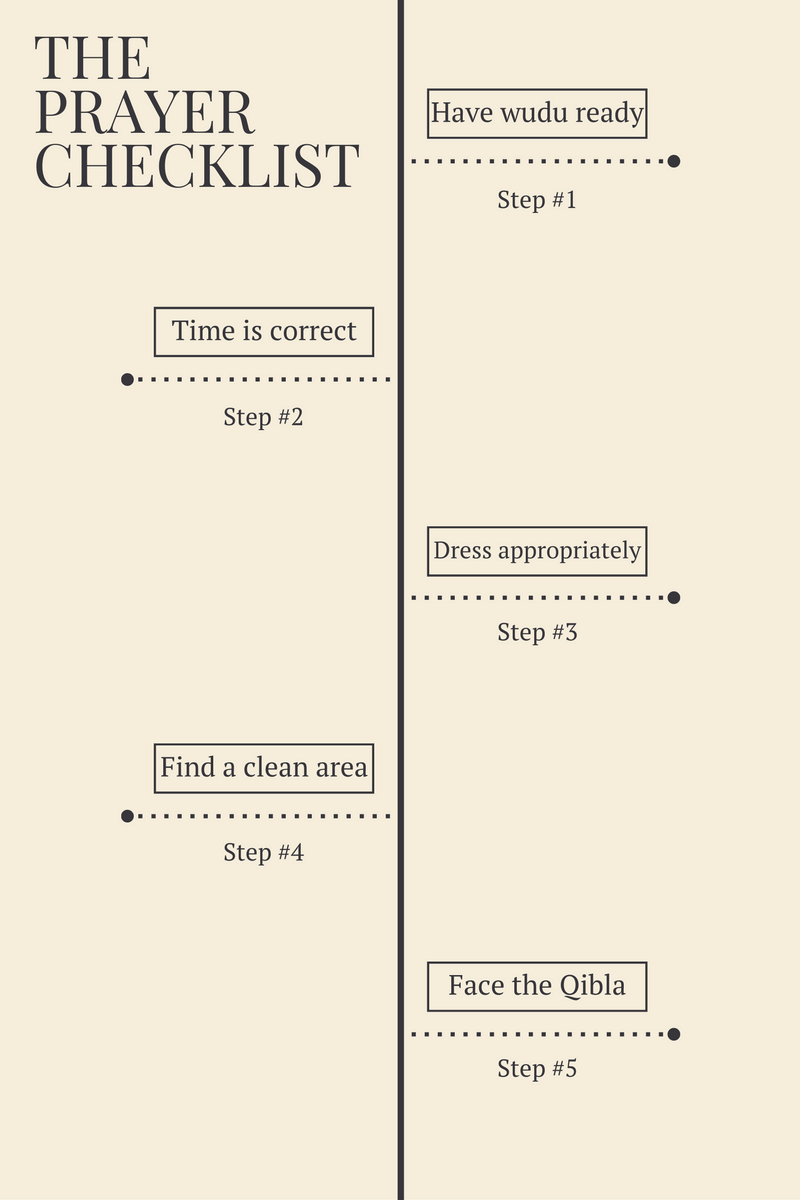 THE
PRAYER
CHECKLIST
Have wudu ready
Step #1
Time is correct
Step #2
Dress appropriately
Step #3
Find a clean area
Step #4
Face the Qibla
Step #5